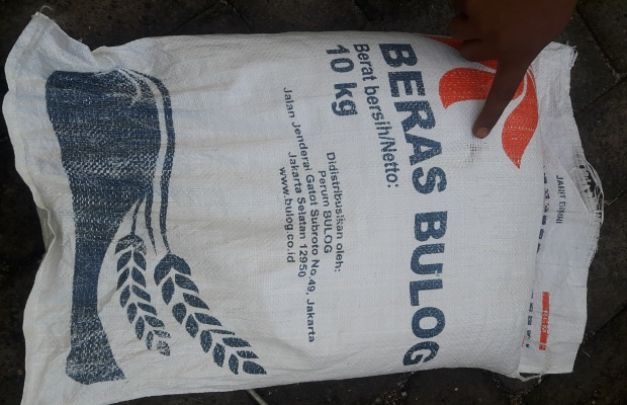 BERAS BULOG
Berat bersih/Netto:
10 kg
Didistribusikan oleh:
Perum BULOG
Jalan Jenderal Gatot Subroto No.49, Jakarta
Jakarta Selatan 12950
www.bulog.co.id